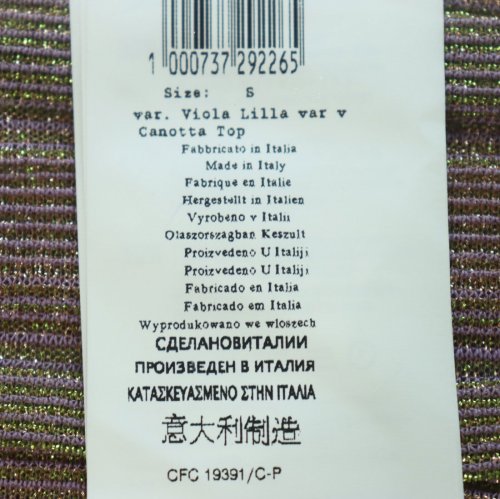 1 000737 292265
Size: S
var. Viola Lilla var v
Canotta Top
Fabbricato in Italia
Made in Italy
Fabrique en Italie
Hergestellt in Italien
Vyrobeno v Italii
Olaszorszagban Keszult
Proizvedeno U Italiji
Proizvedeno U Italiji
Fabricado en Italia
Fabricado em Italia
Wyprodukowano we wloszech
СДЕЛАНОВИТАЛИИ
ПРОИЗВЕДЕН В ИТАЛИЯ
ΚΑΤΑΣΚΕΥΑΣΜΕΝΟ ΣΤΗΝ ΙΤΑΛΙΑ
意大利制造
CFC 19391/C-P